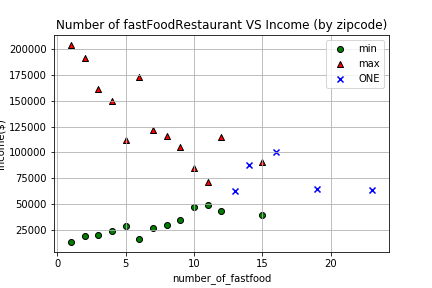 Number of fastFoodRestaurant VS Income (by zipcode)
200000
175000
150000
125000
100000
75000
50000
25000
min
max
ONE
0
5
10
15
20
number_of_fastfood